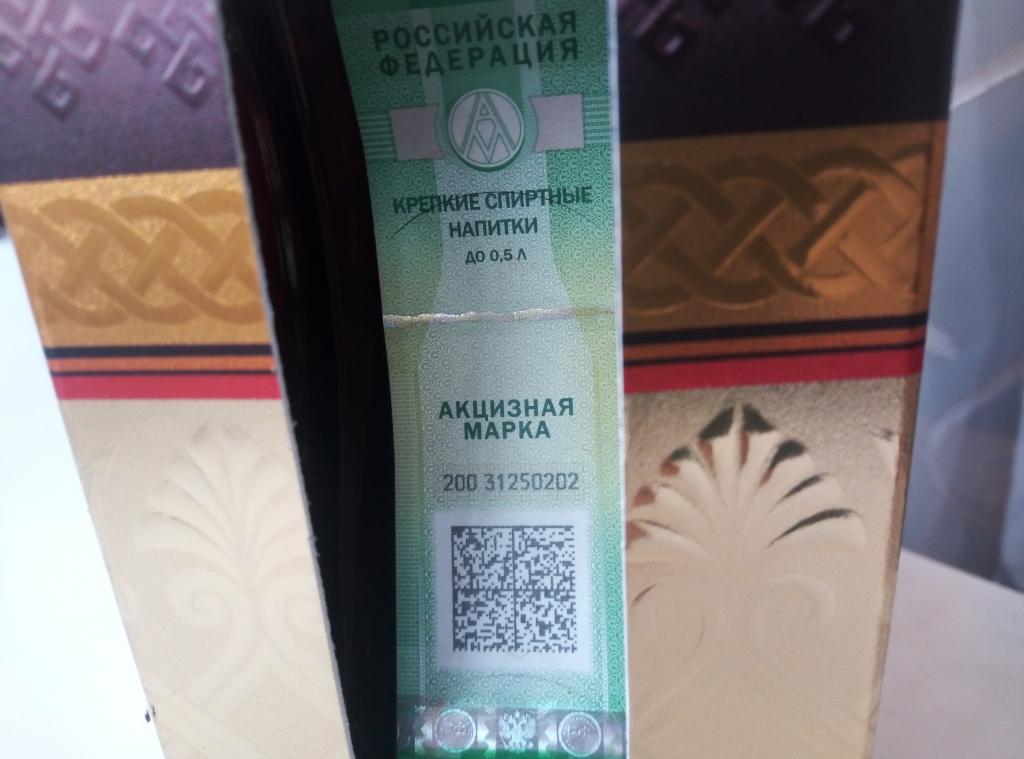 РОССИЙСКАЯ
ФЕДЕРАЦИЯ
КРЕПКИЕ СПИРТНЫЕ
НАПИТКИ
ДО 0,5 Л
АКЦИЗНАЯ
МАРКА
200 31250202